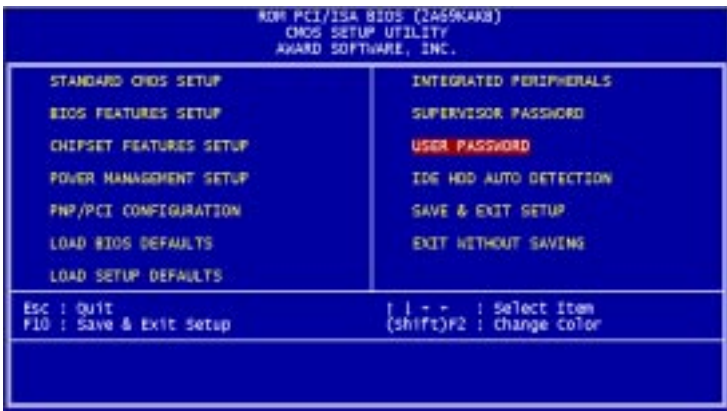 ROM PCI/ISA BIOS (2A69KAKB)
CMOS SETUP UTILITY
AWARD SOFTWARE, INC.
STANDARD CMOS SETUP
BIOS FEATURES SETUP
CHIPSET FEATURES SETUP
POWER MANAGEMENT SETUP
PNP/PCI CONFIGURATION
LOAD BIOS DEFAULTS
LOAD SETUP DEFAULTS
INTEGRATED PERIPHERALS
SUPERVISOR PASSWORD
USER PASSWORD
IDE HDD AUTO DETECTION
SAVE & EXIT SETUP
EXIT WITHOUT SAVING
Esc : Quit
F10 : Save & Exit Setup
: Select Item
(Shift)F2 : Change Color